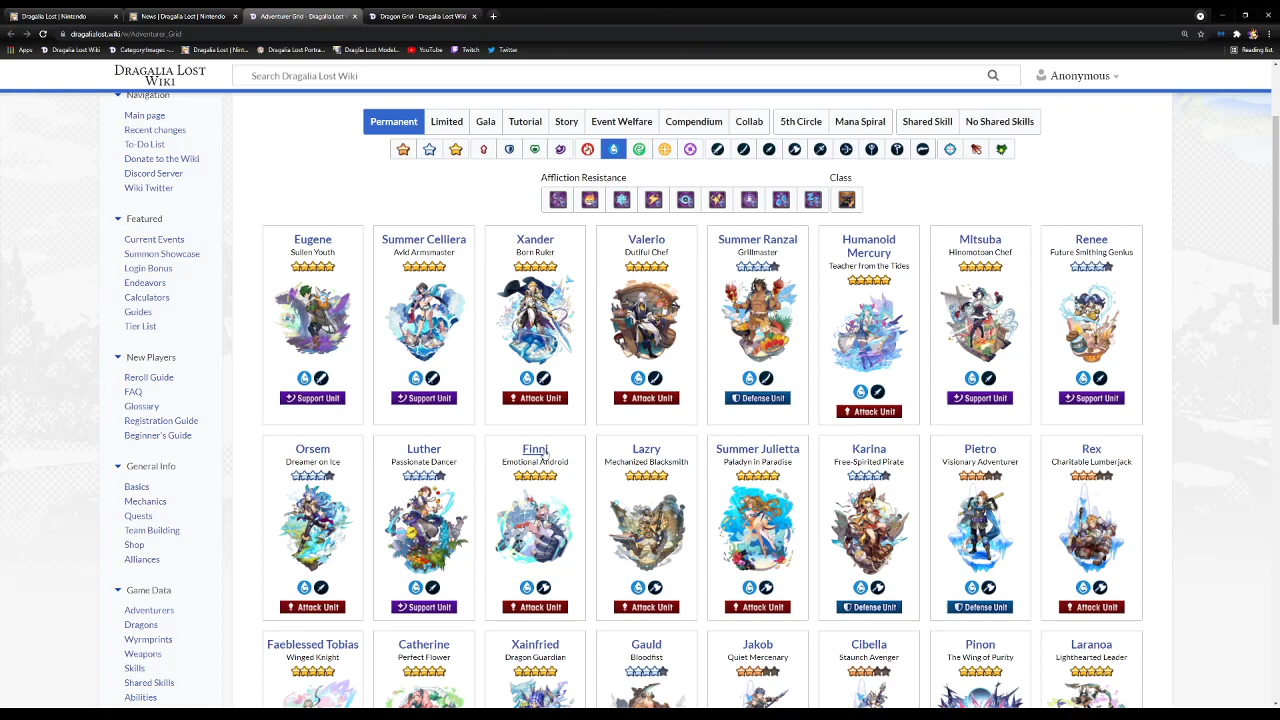 Dragalia Lost | Nintendo
News | Dragalia Lost | Nintendo
Adventurer Grid - Dragalia Lost
Dragon Grid - Dragalia Lost Wiki
dragalialost.wiki/w/Adventurer_Grid
Apps
Dragalia Lost Wiki
Category:Images -...
Dragalia Lost | Nint...
Dragalia Lost Portra...
Draglia Lost Model...
YouTube
Twitch
Twitter
Reading list
DRAGALIA LOST
WIKI
Search Dragalia Lost Wiki
Anonymous
Navigation
Main page
Recent changes
To-Do List
Donate to the Wiki
Discord Server
Wiki Twitter
Featured
Current Events
Summon Showcase
Login Bonus
Endeavors
Calculators
Guides
Tier List
New Players
Reroll Guide
FAQ
Glossary
Registration Guide
Beginner's Guide
General Info
Basics
Mechanics
Quests
Team Building
Shop
Alliances
Game Data
Adventurers
Dragons
Wyrmprints
Weapons
Skills
Shared Skills
Abilities
Permanent Limited Gala Tutorial Story Event Welfare Compendium Collab 5th Circle Mana Spiral Shared Skill No Shared Skills
Affliction Resistance Class
Eugene
Sullen Youth
Support Unit
Summer Celliera
Avid Armsmaster
Support Unit
Xander
Born Ruler
Attack Unit
Valerio
Dutiful Chef
Attack Unit
Summer Ranzal
Grillmaster
Defense Unit
Humanoid
Mercury
Teacher from the Tides
Attack Unit
Mitsuba
Hinomotoan Chef
Support Unit
Renee
Future Smithing Genius
Support Unit
Orsem
Dreamer on Ice
Attack Unit
Luther
Passionate Dancer
Support Unit
Finni
Emotional Android
Attack Unit
Lazry
Mechanized Blacksmith
Attack Unit
Summer Julietta
Paladyn in Paradise
Attack Unit
Karina
Free-Spirited Pirate
Defense Unit
Pietro
Visionary Adventurer
Defense Unit
Rex
Charitable Lumberjack
Attack Unit
Faeblessed Tobias
Winged Knight
Catherine
Perfect Flower
Xainfried
Dragon Guardian
Gauld
Bloodfist
Jakob
Quiet Mercenary
Cibella
Staunch Avenger
Pinon
The Wing of Purity
Laranoa
Lighthearted Leader